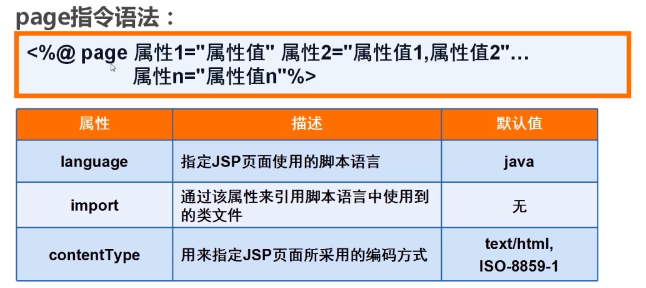 page指令语法：
<%@ page 属性1="属性值" 属性2="属性值1,属性值2"...
属性n="属性值n"%>
属性 描述 默认值
language 指定JSP页面使用的脚本语言 java
import 通过该属性来引用脚本语言中使用到
的类文件 无
contentType 用来指定JSP页面所采用的编码方式 text/html,
ISO-8859-1